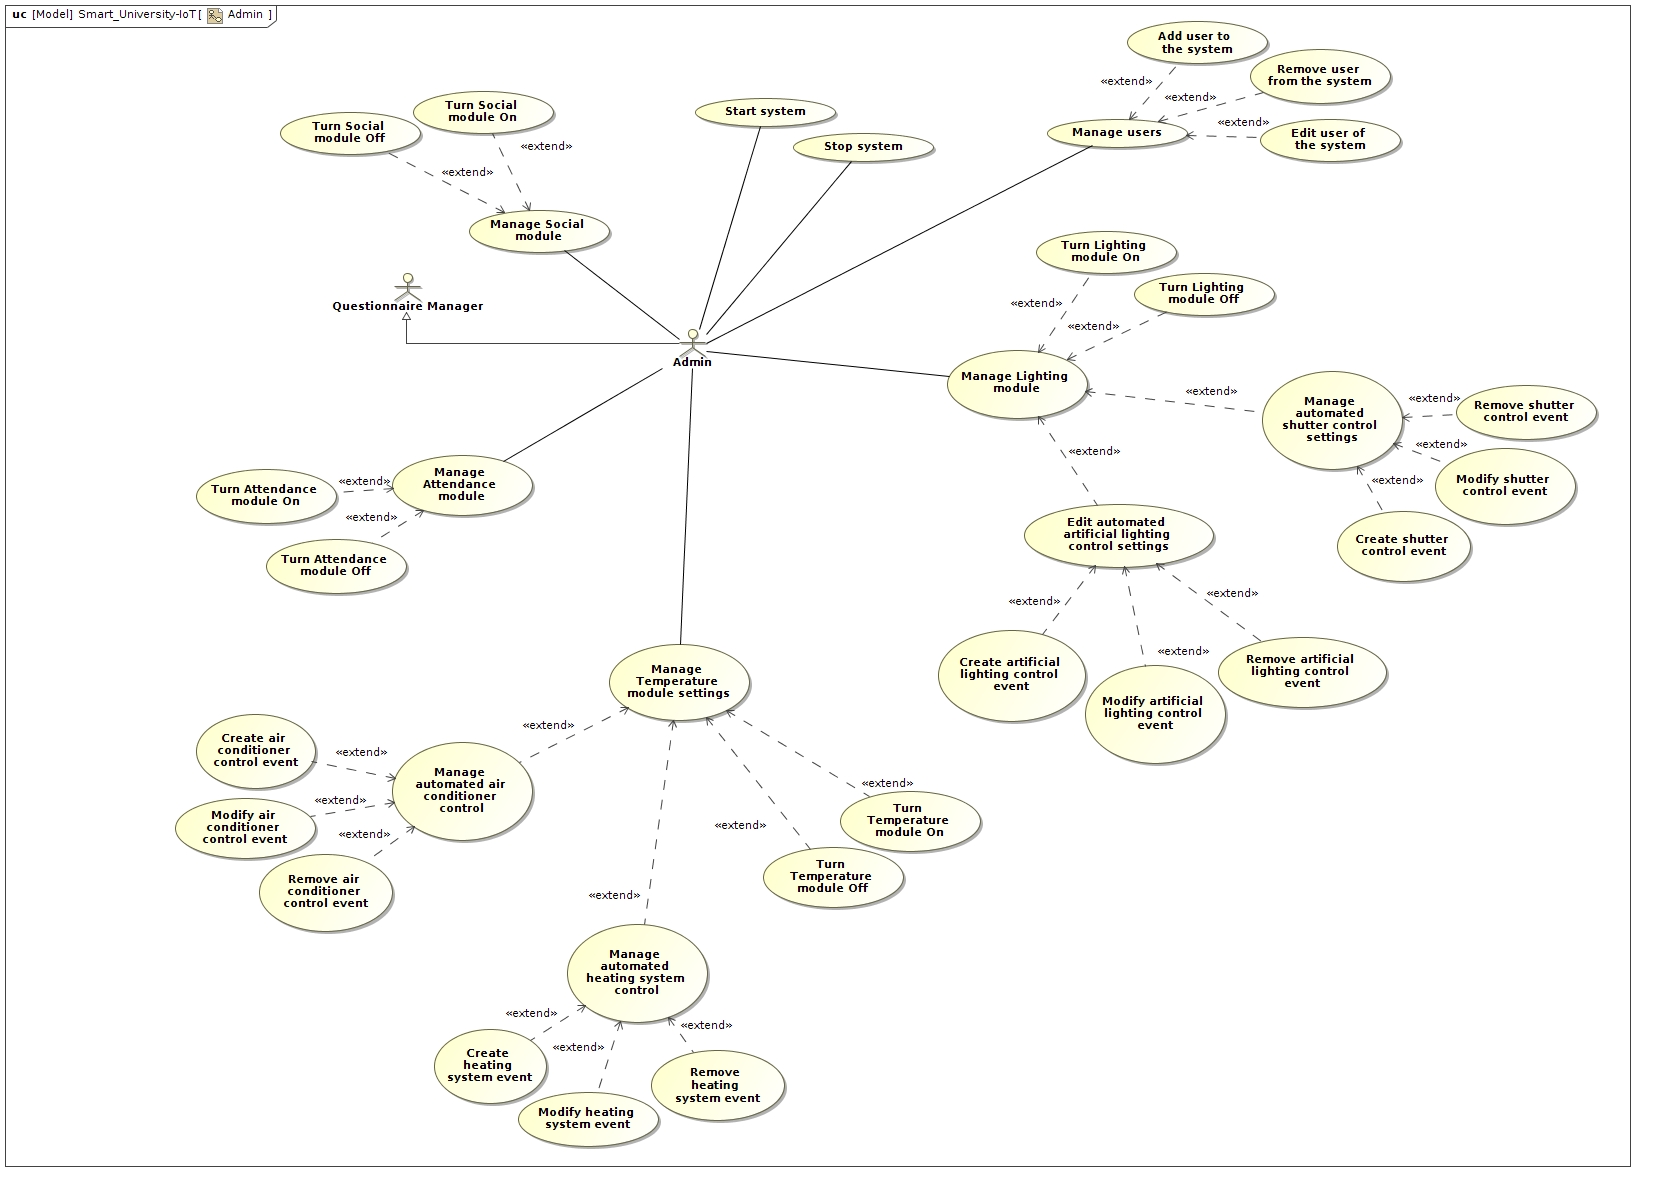 uc [Model] Smart_University-IoT[ Admin ]
Add user to
the system
Remove user
from the system
«extend»
«extend»
«extend»
Manage users
Edit user of
the system
Turn Social
module On
Turn Social
module Off
«extend»
«extend»
Manage Social
module
Start system
Stop system
Questionnaire Manager
Admin
Turn Lighting
module On
Turn Lighting
module Off
«extend»
«extend»
Manage Lighting
module
«extend»
Manage
automated
shutter control
settings
«extend»
Remove shutter
control event
«extend»
Modify shutter
control event
«extend»
Create shutter
control event
«extend»
Edit automated
artificial lighting
control settings
«extend»
«extend»
«extend»
Create artificial
lighting control
event
Modify artificial
lighting control
event
Remove artificial
lighting control
event
Manage
Attendance
module
Turn Attendance
module On
«extend»
«extend»
Turn Attendance
module Off
Manage
Temperature
module settings
«extend»
Create air
conditioner
control event
«extend»
Manage
automated air
conditioner
control
«extend»
Modify air
conditioner
control event
«extend»
Remove air
conditioner
control event
«extend»
Turn
Temperature
module On
«extend»
Turn
Temperature
module Off
«extend»
Manage
automated
heating system
control
«extend»
«extend»
«extend»
Create
heating
system event
Modify heating
system event
Remove
heating
system event